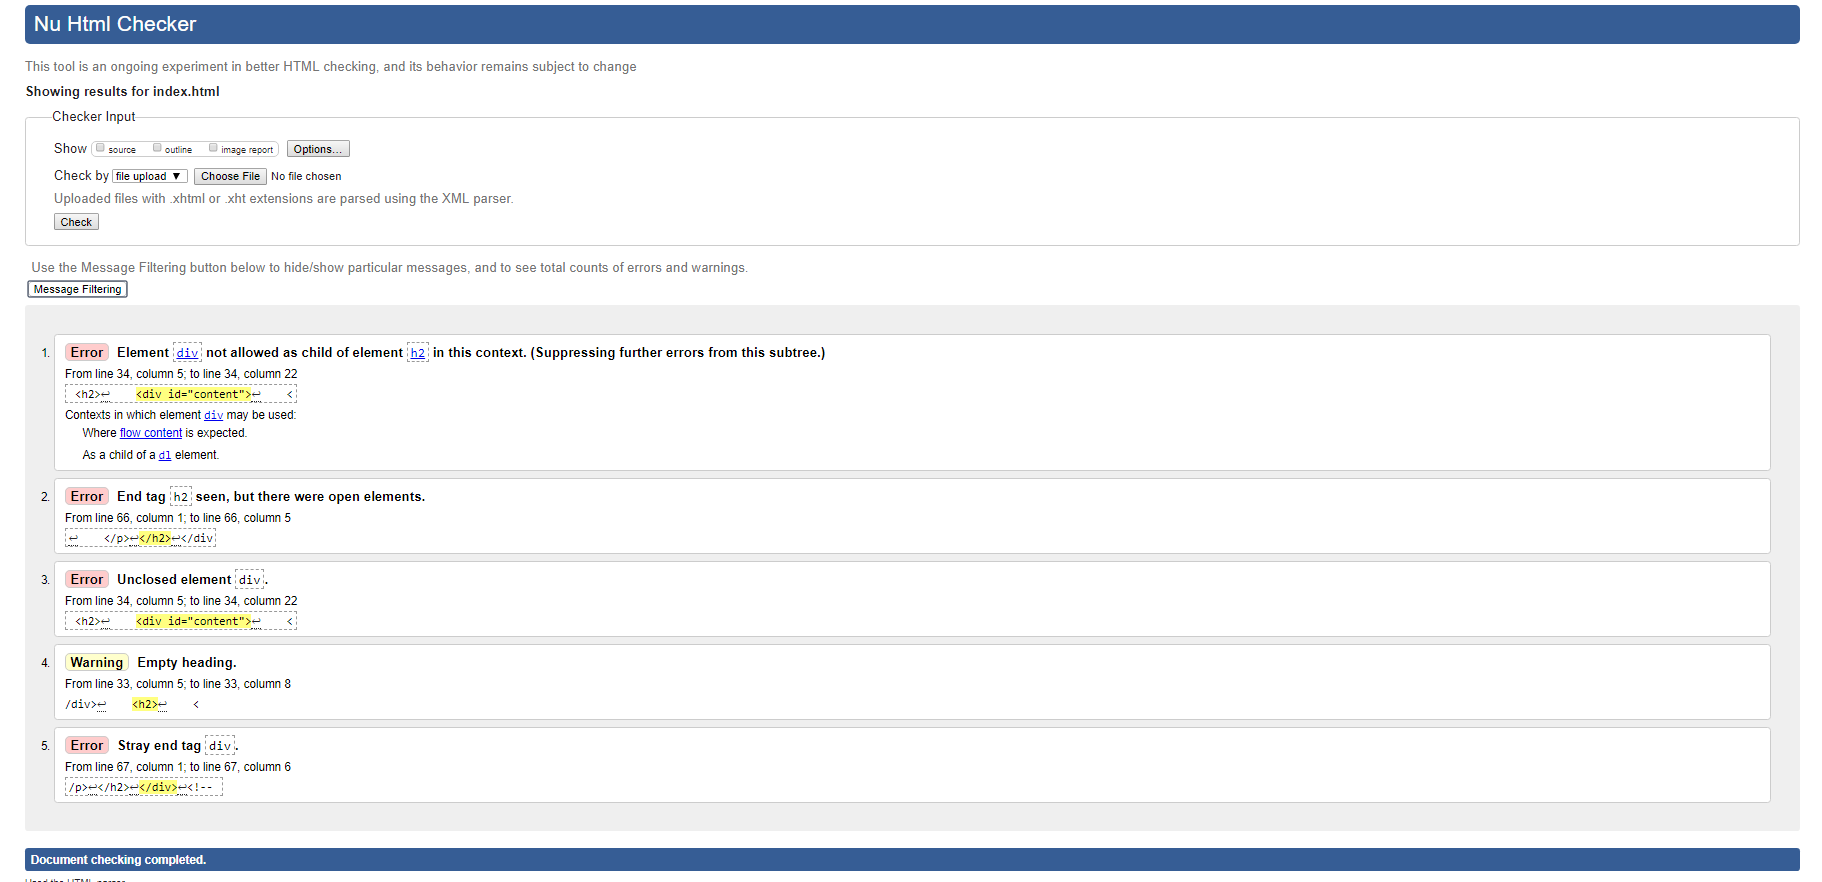 Nu Html Checker
This tool is an ongoing experiment in better HTML checking, and its behavior remains subject to change
Showing results for index.html
Checker Input
Show source outline image report Options...
Check by file upload ▼ Choose File No file chosen
Uploaded files with .xhtml or .xht extensions are parsed using the XML parser.
Check
Use the Message Filtering button below to hide/show particular messages, and to see total counts of errors and warnings.
Message Filtering
1. Error Element div not allowed as child of element h2 in this context. (Suppressing further errors from this subtree.)
From line 34, column 5; to line 34, column 22
<h2>↩ <div id="content">↩ <
Contexts in which element div may be used:
Where flow content is expected.
As a child of a dl element.
2. Error End tag h2 seen, but there were open elements.
From line 66, column 1; to line 66, column 5
↩ </p>↩</h2>↩</div
3. Error Unclosed element div.
From line 34, column 5; to line 34, column 22
<h2>↩ <div id="content">↩ <
4. Warning Empty heading.
From line 33, column 5; to line 33, column 8
/div>↩ <h2>↩ <
5. Error Stray end tag div.
From line 67, column 1; to line 67, column 6
/p>↩</h2>↩</div>↩<!--
Document checking completed.
Used the HTML parser